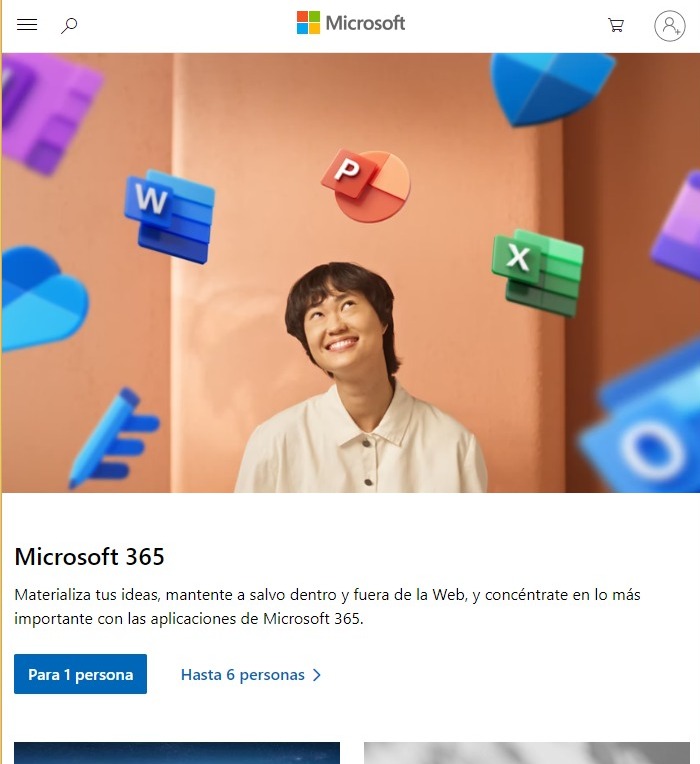 Microsoft
W
P
X
O
Microsoft 365
Materializa tus ideas, mantente a salvo dentro y fuera de la Web, y concéntrate en lo más
importante con las aplicaciones de Microsoft 365.
Para 1 persona
Hasta 6 personas